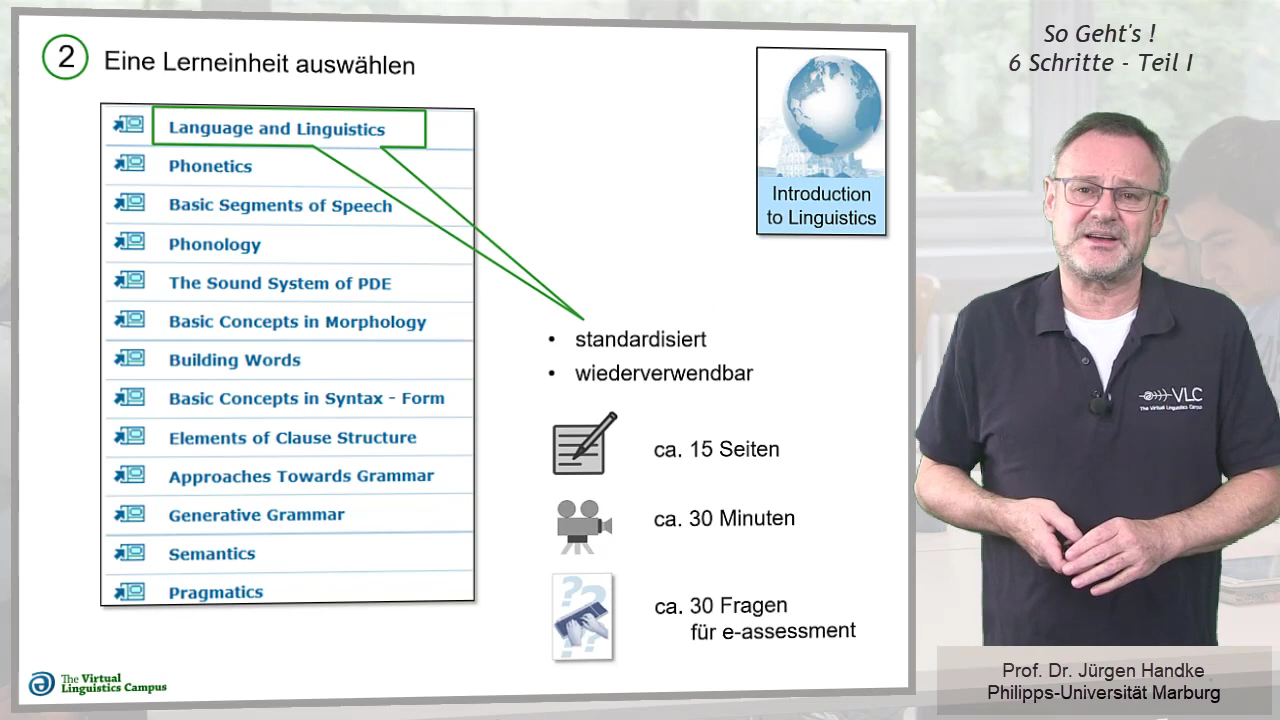 So Geht's !
6 Schritte - Teil I
2 Eine Lerneinheit auswählen
Language and Linguistics
Phonetics
Basic Segments of Speech
Phonology
The Sound System of PDE
Basic Concepts in Morphology
Building Words
Basic Concepts in Syntax - Form
Elements of Clause Structure
Approaches Towards Grammar
Generative Grammar
Semantics
Pragmatics
Introduction
to Linguistics
• standardisiert
• wiederverwendbar
ca. 15 Seiten
ca. 30 Minuten
??
??
ca. 30 Fragen
für e-assessment
The Virtual
Linguistics Campus
VLC
The Virtual Linguistics Campus
Prof. Dr. Jürgen Handke
Philipps-Universität Marburg